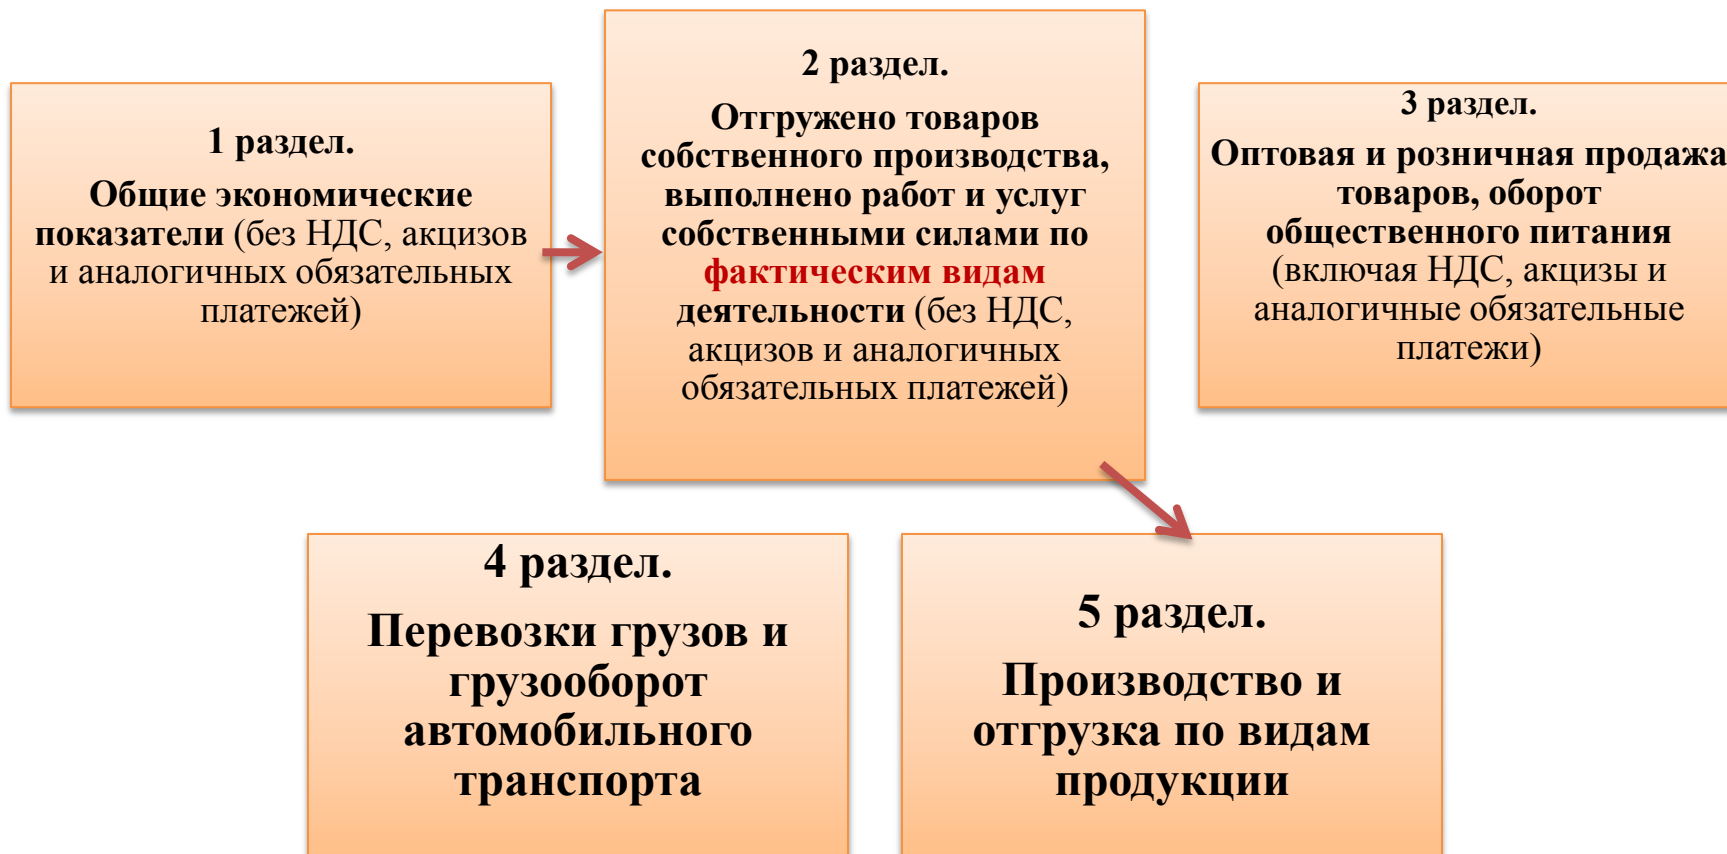 1 раздел.
Общие экономические
показатели (без НДС, акцизов
и аналогичных обязательных
платежей)
2 раздел.
Отгружено товаров
собственного производства,
выполнено работ и услуг
собственными силами по
фактическим видам
деятельности (без НДС,
акцизов и аналогичных
обязательных платежей)
3 раздел.
Оптовая и розничная продажа
товаров, оборот
общественного питания
(включая НДС, акцизы и
аналогичные обязательные
платежи)
4 раздел.
Перевозки грузов и
грузооборот
автомобильного
транспорта
5 раздел.
Производство и
отгрузка по видам
продукции